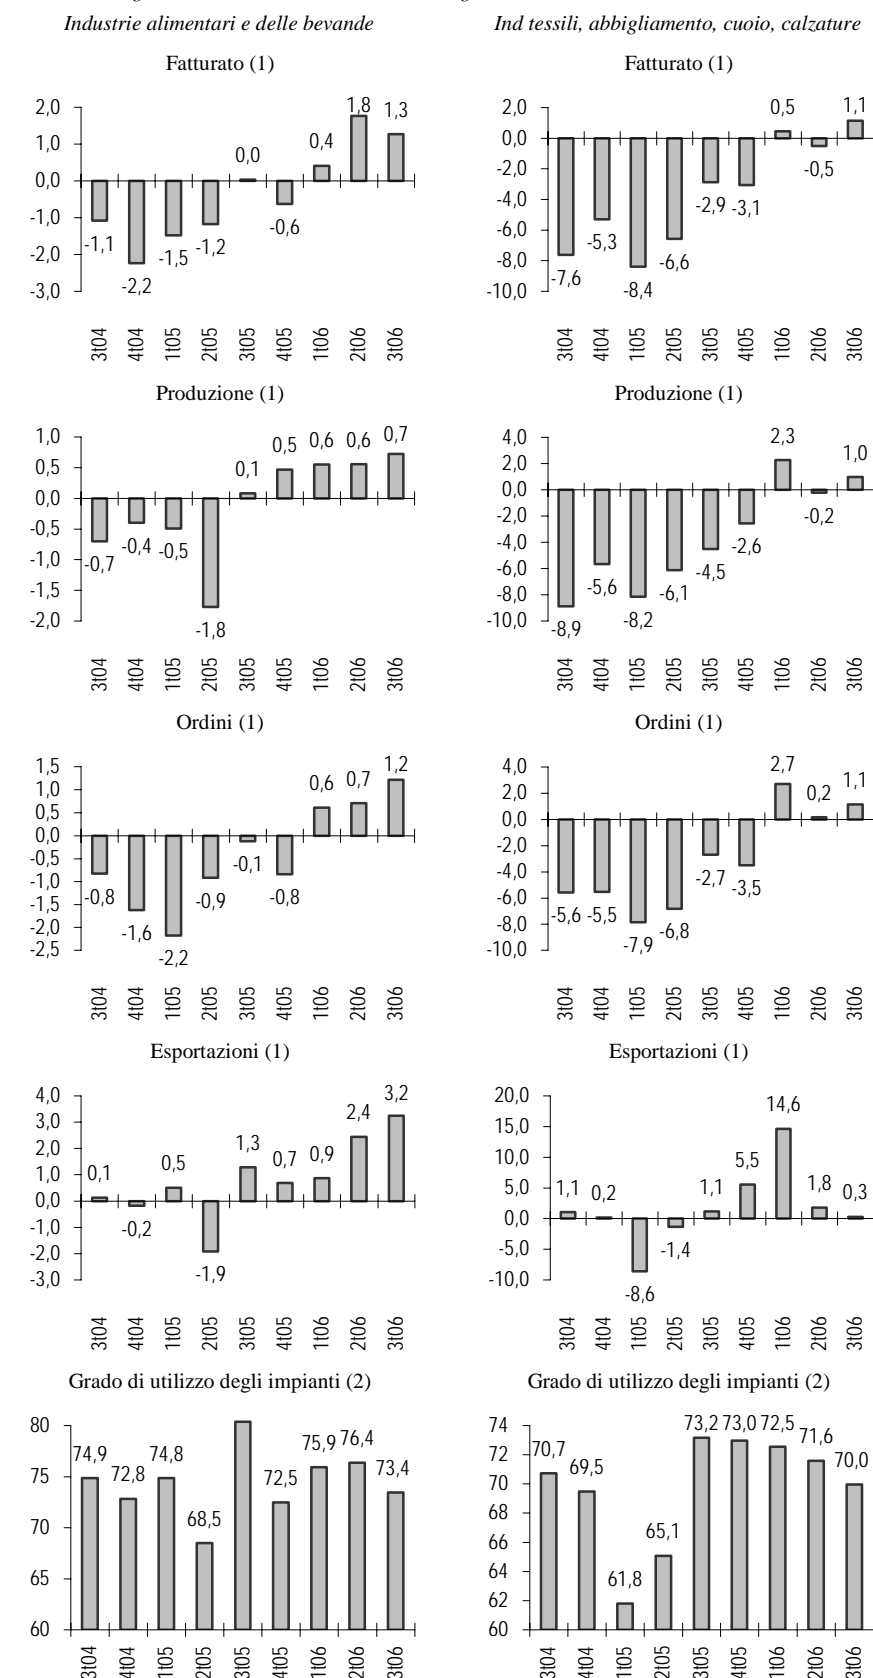 Industrie alimentari e delle bevande
Fatturato (1)
2,0
1,0
0,0
-1,0
-2,0
-3,0
-1,1
-2,2
-1,5
-1,2
0,0
-0,6
0,4
1,8
1,3
3t04
4t04
1t05
2t05
3t05
4t05
1t06
2t06
3t06
Produzione (1)
1,0
0,5
0,0
-0,5
-1,0
-1,5
-2,0
-0,7
-0,4
-0,5
-1,8
0,1
0,5
0,6
0,6
0,7
3t04
4t04
1t05
2t05
3t05
4t05
1t06
2t06
3t06
Ordini (1)
1,5
1,0
0,5
0,0
-0,5
-1,0
-1,5
-2,0
-2,5
-0,8
-1,6
-2,2
-0,9
-0,1
-0,8
0,6
0,7
1,2
3t04
4t04
1t05
2t05
3t05
4t05
1t06
2t06
3t06
Esportazioni (1)
4,0
3,0
2,0
1,0
0,0
-1,0
-2,0
-3,0
0,1
-0,2
0,5
-1,9
1,3
0,7
0,9
2,4
3,2
3t04
4t04
1t05
2t05
3t05
4t05
1t06
2t06
3t06
Grado di utilizzo degli impianti (2)
80
75
70
65
60
74,9
72,8
74,8
68,5
72,5
75,9
76,4
73,4
3t04
4t04
1t05
2t05
3t05
4t05
1t06
2t06
3t06
Ind tessili, abbigliamento, cuoio, calzature
Fatturato (1)
2,0
0,0
-2,0
-4,0
-6,0
-8,0
-10,0
-7,6
-5,3
-8,4
-6,6
-2,9
-3,1
0,5
-0,5
1,1
3t04
4t04
1t05
2t05
3t05
4t05
1t06
2t06
3t06
Produzione (1)
4,0
2,0
0,0
-2,0
-4,0
-6,0
-8,0
-10,0
-8,9
-5,6
-8,2
-6,1
-4,5
-2,6
2,3
-0,2
1,0
3t04
4t04
1t05
2t05
3t05
4t05
1t06
2t06
3t06
Ordini (1)
4,0
2,0
0,0
-2,0
-4,0
-6,0
-8,0
-10,0
-5,6
-5,5
-7,9
-6,8
-2,7
-3,5
2,7
0,2
1,1
3t04
4t04
1t05
2t05
3t05
4t05
1t06
2t06
3t06
Esportazioni (1)
20,0
15,0
10,0
5,0
0,0
-5,0
-10,0
1,1
0,2
-8,6
-1,4
1,1
5,5
14,6
1,8
0,3
3t04
4t04
1t05
2t05
3t05
4t05
1t06
2t06
3t06
Grado di utilizzo degli impianti (2)
74
72
70
68
66
64
62
60
70,7
69,5
61,8
65,1
73,2
73,0
72,5
71,6
70,0
3t04
4t04
1t05
2t05
3t05
4t05
1t06
2t06
3t06